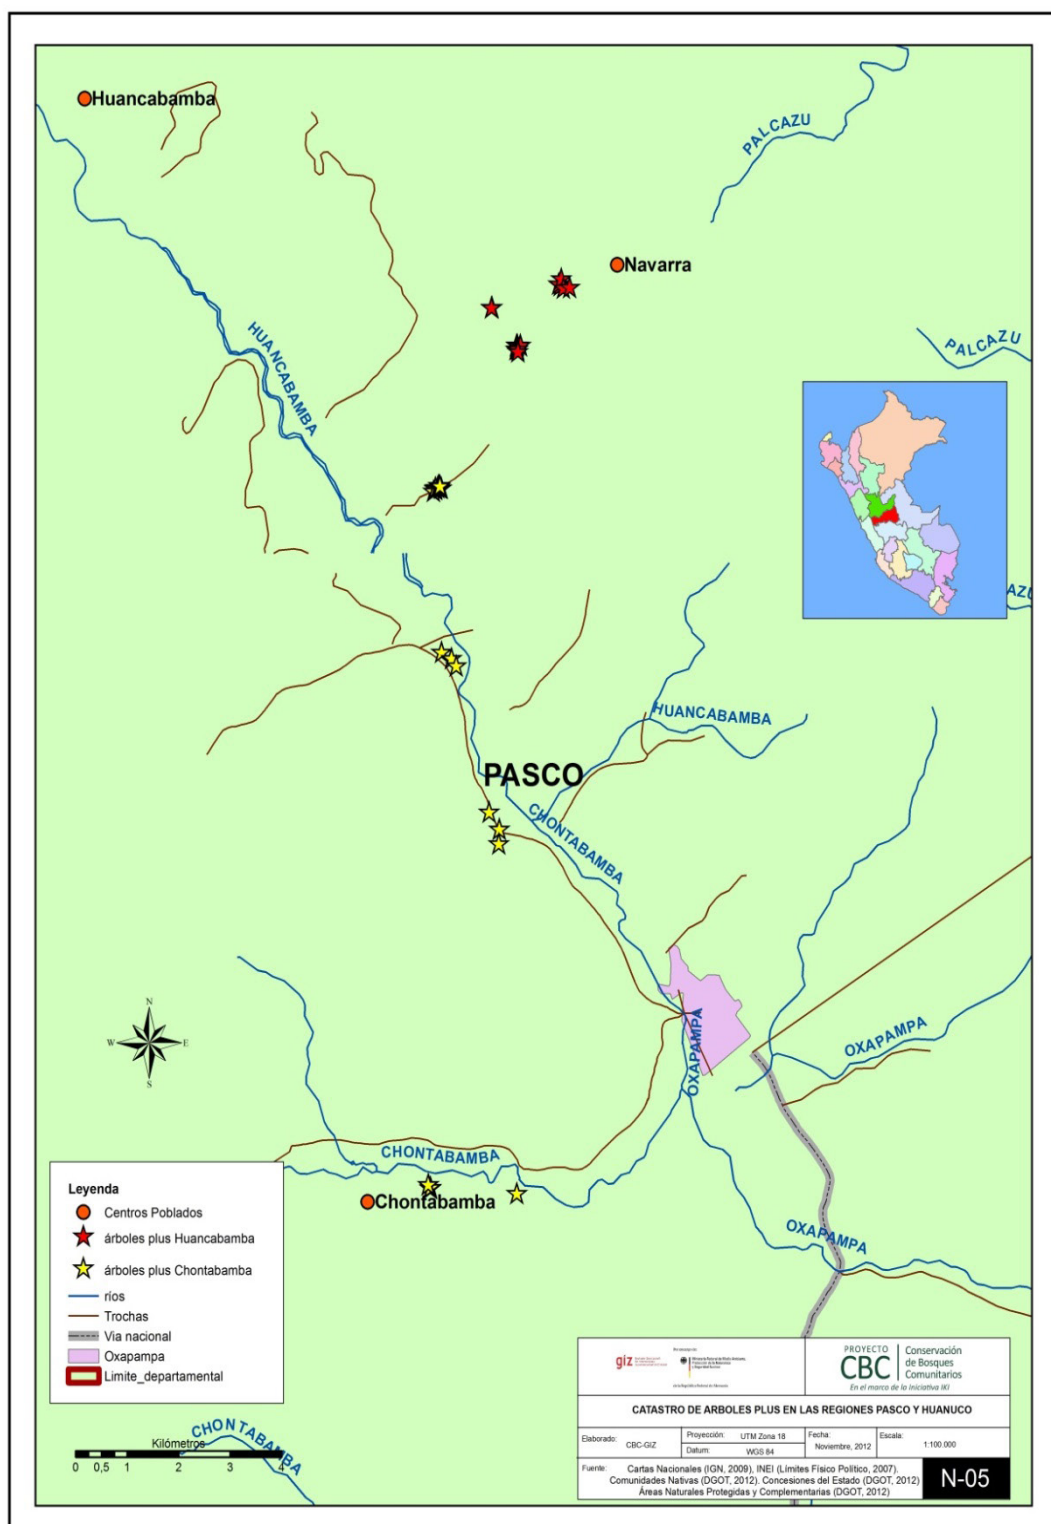 Huancabamba
PALCAZU
Navarra
HUANCABAMBA
PALCAZU
AZU
HUANCABAMBA
PASCO
CHONTABAMBA
OXAPAMPA
OXAPAMPA
N
W E
S
CHONTABAMBA
Chontabamba
OXAPAMPA
Leyenda
Centros Poblados
árboles plus Huancabamba
árboles plus Chontabamba
ríos
Trochas
Via nacional
Oxapampa
Limite_departamental
CHONTABAMBA
Kilómetros
0 0,5 1 2 3 4
giz
PROYECTO
CBC
Conservación
de Bosques
Comunitarios
En el marco de la Iniciativa IKI
CATASTRO DE ARBOLES PLUS EN LAS REGIONES PASCO Y HUANUCO
Elaborado: CBC-GIZ
Proyección: UTM Zona 18
Datum: WGS 84
Fecha: Noviembre, 2012
Escala: 1:100.000
Fuente: Cartas Nacionales (IGN, 2009), INEI (Límites Físico Político, 2007).
Comunidades Nativas (DGOT, 2012). Concesiones del Estado (DGOT, 2012)
Áreas Naturales Protegidas y Complementarias (DGOT, 2012)
N-05